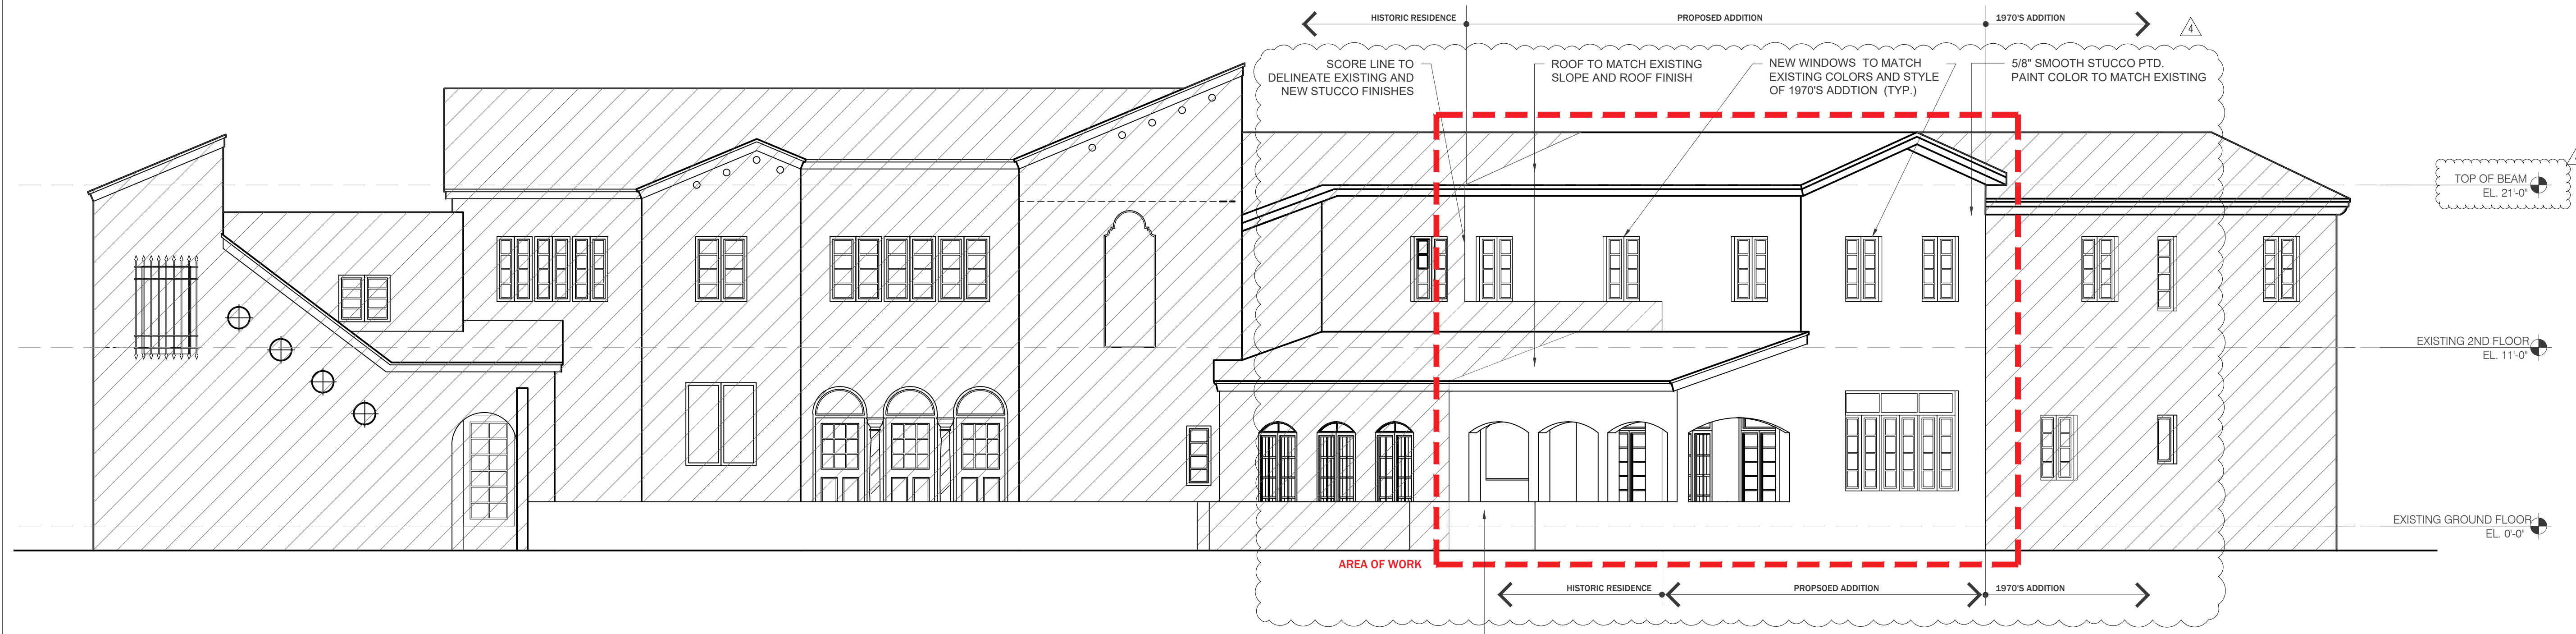 HISTORIC RESIDENCE
PROPOSED ADDITION
1970'S ADDITION
4
SCORE LINE TO
DELINEATE EXISTING AND
NEW STUCCO FINISHES
ROOF TO MATCH EXISTING
SLOPE AND ROOF FINISH
NEW WINDOWS TO MATCH
EXISTING COLORS AND STYLE
OF 1970'S ADDTION (TYP.)
5/8" SMOOTH STUCCO PTD.
PAINT COLOR TO MATCH EXISTING
TOP OF BEAM
EL. 21'-0"
EXISTING 2ND FLOOR
EL. 11'-0"
EXISTING GROUND FLOOR
EL. 0'-0"
AREA OF WORK
HISTORIC RESIDENCE
PROPSOED ADDITION
1970'S ADDITION